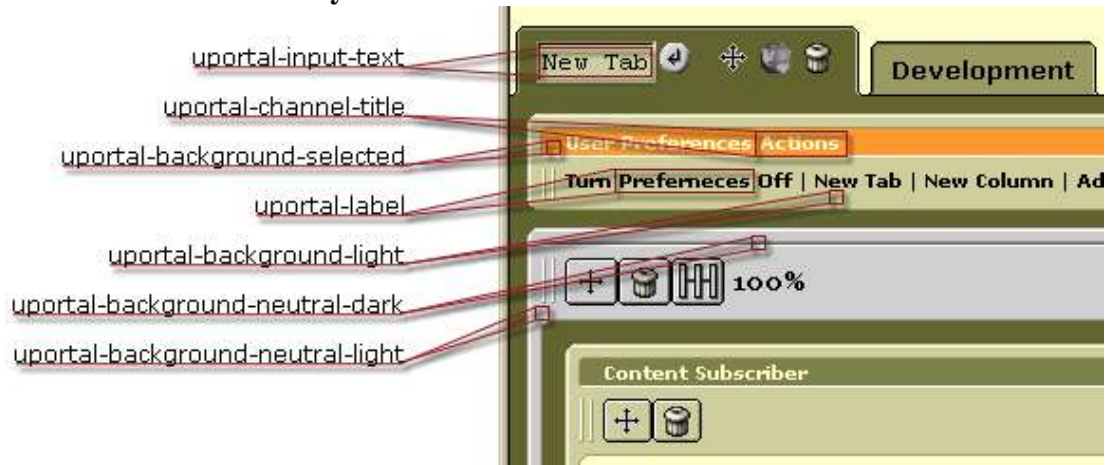 uportal-input-text
uportal-channel-title
uportal-background-selected
uportal-label
uportal-background-light
uportal-background-neutral-dark
uportal-background-neutral-light
New Tab
Development
User Preferences Actions
Turn Preferneces Off | New Tab | New Column | Ad
100%
Content Subscriber